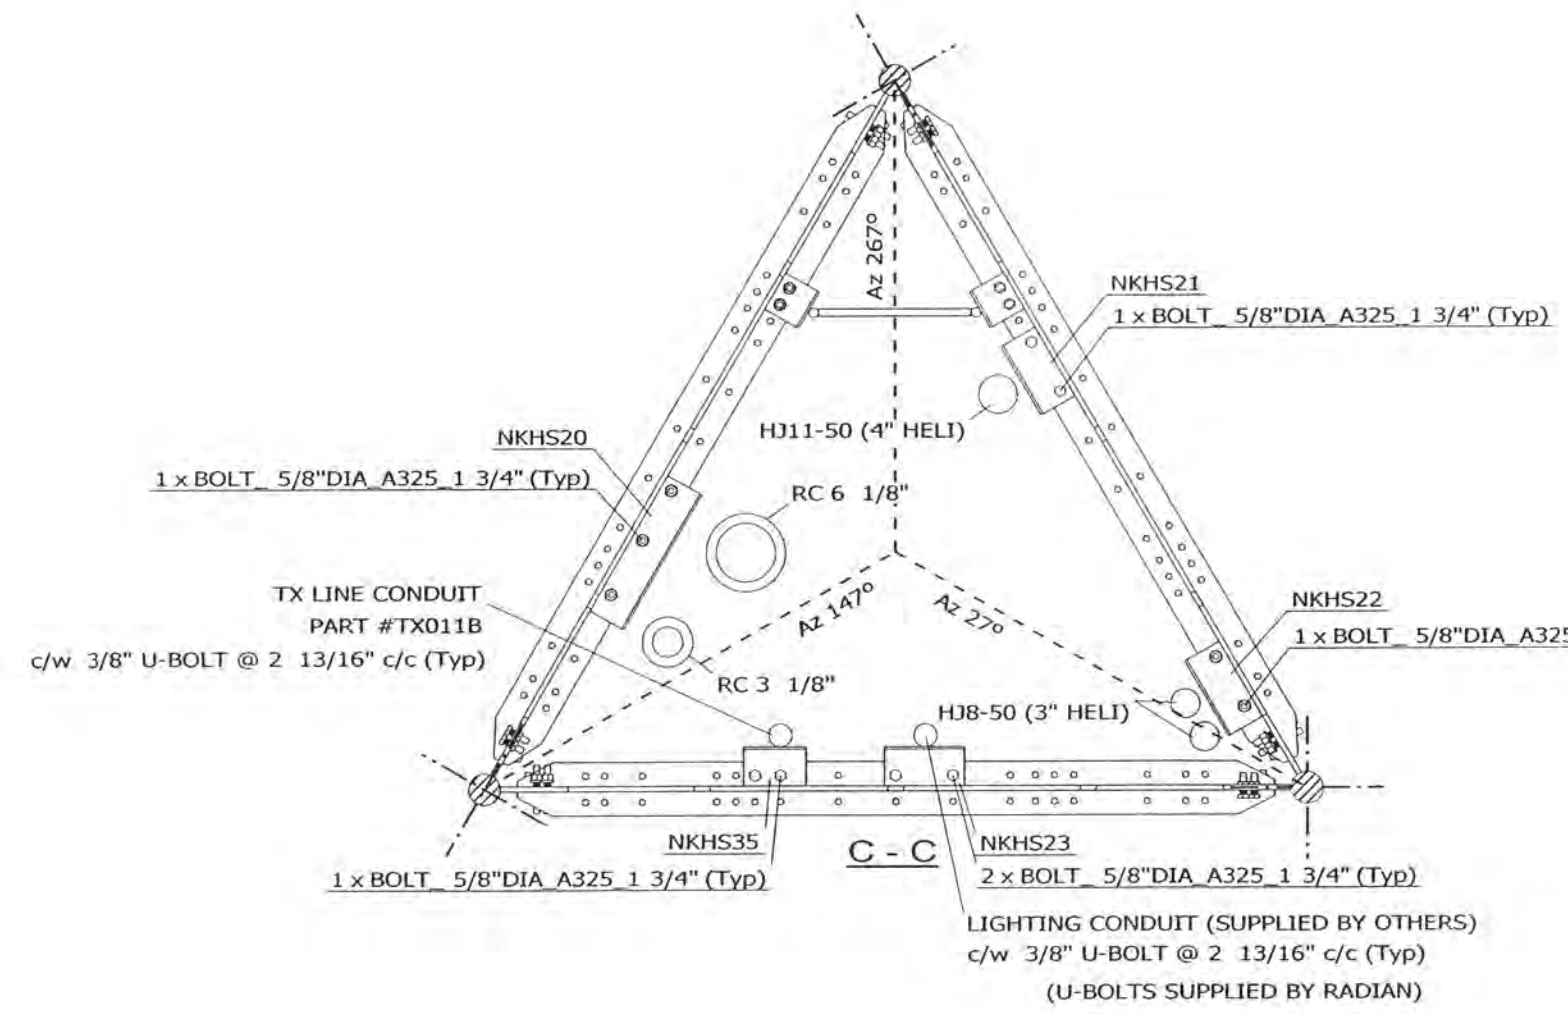 Az 267º
NKHS21
1 x BOLT_ 5/8"DIA_A325_1 3/4" (Typ)
HJ11-50 (4" HELI)
NKHS20
1 x BOLT_ 5/8"DIA_A325_1 3/4" (Typ)
RC 6 1/8"
TX LINE CONDUIT
PART #TX011B
c/w 3/8" U-BOLT @ 2 13/16" c/c (Typ)
Az 147º
Az 27º
NKHS22
1 x BOLT_ 5/8"DIA_A325
RC 3 1/8"
HJ8-50 (3" HELI)
NKHS35
1 x BOLT_ 5/8"DIA_A325_1 3/4" (Typ)
C - C
NKHS23
2 x BOLT_ 5/8"DIA_A325_1 3/4" (Typ)
LIGHTING CONDUIT (SUPPLIED BY OTHERS)
c/w 3/8" U-BOLT @ 2 13/16" c/c (Typ)
(U-BOLTS SUPPLIED BY RADIAN)